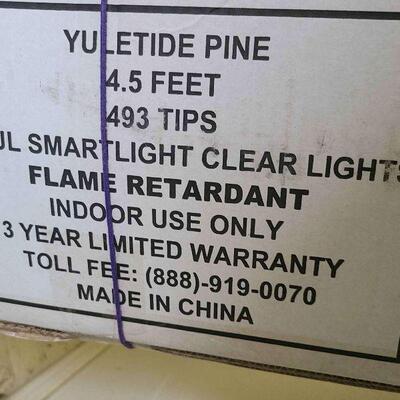 YULETIDE PINE
4.5 FEET
493 TIPS
UL SMARTLIGHT CLEAR LIGHTS
FLAME RETARDANT
INDOOR USE ONLY
3 YEAR LIMITED WARRANTY
TOLL FEE: (888)-919-0070
MADE IN CHINA